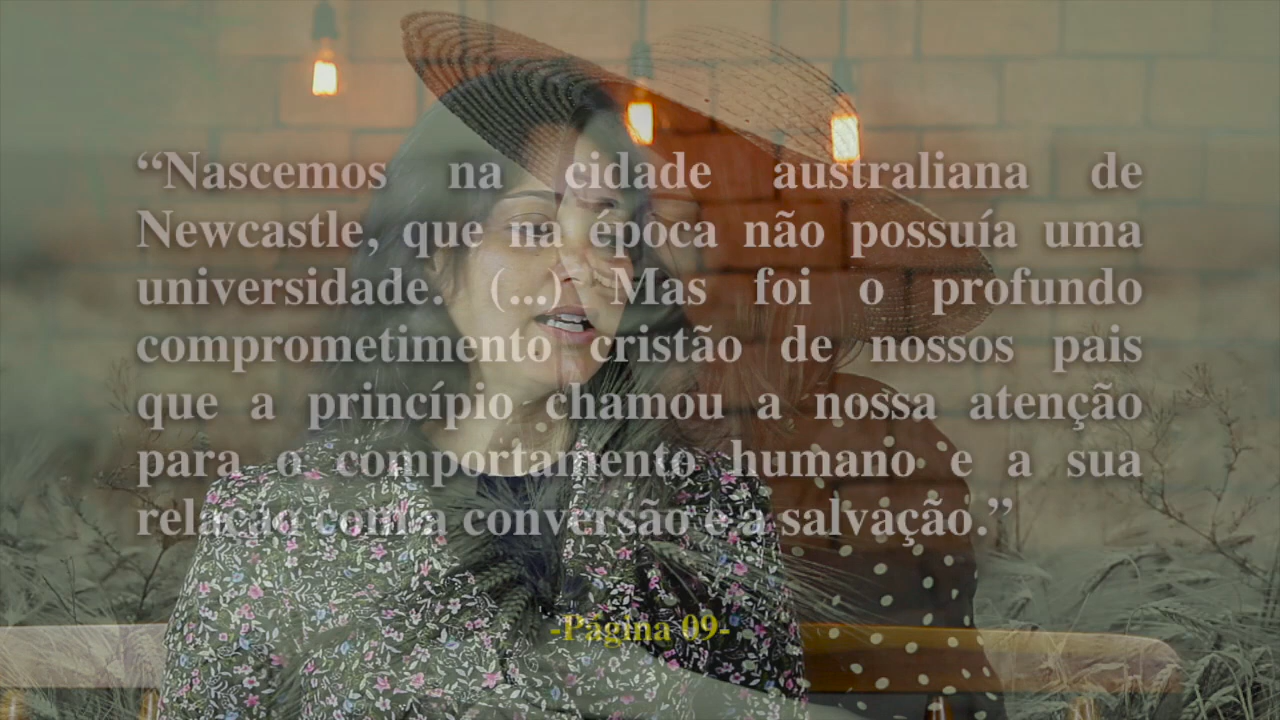 “Nascemos na cidade australiana de
Newcastle, que na época não possuía uma
universidade. (...) Mas foi o profundo
comprometimento cristão de nossos pais
que a princípio chamou a nossa atenção
para o comportamento humano e a sua
relação com a conversão e a salvação.”
-Página 09-